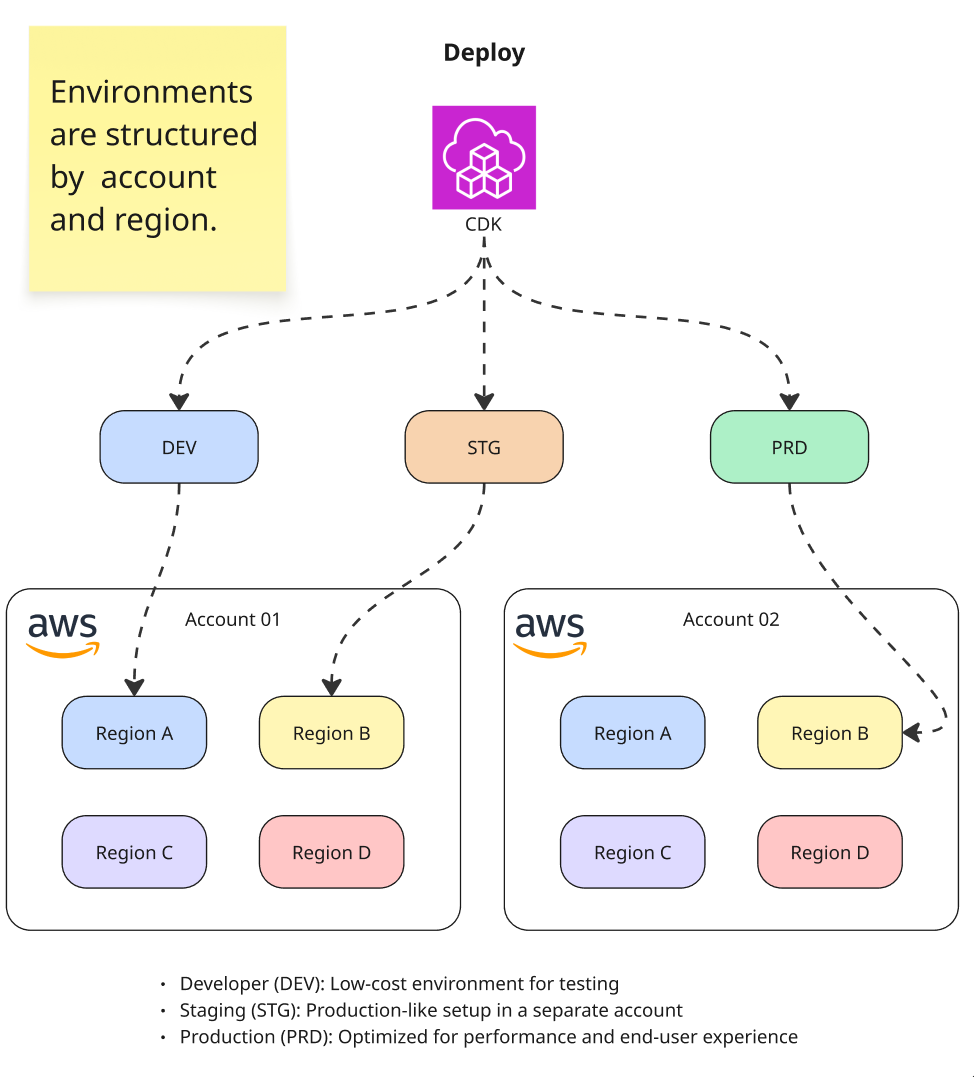 Environments
are structured
by  account
and region.
Deploy
CDK
DEV
STG
PRD
aws
Account 01
Region A
Region B
Region C
Region D
aws
Account 02
Region A
Region B
Region C
Region D
• Developer (DEV): Low-cost environment for testing
• Staging (STG): Production-like setup in a separate account
• Production (PRD): Optimized for performance and end-user experience